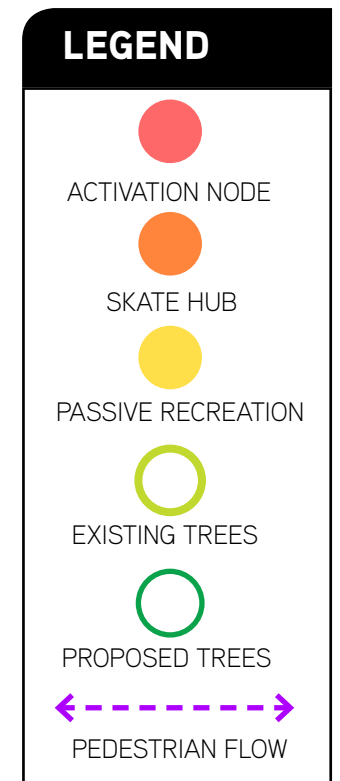 LEGEND
ACTIVATION NODE
SKATE HUB
PASSIVE RECREATION
EXISTING TREES
PROPOSED TREES
PEDESTRIAN FLOW